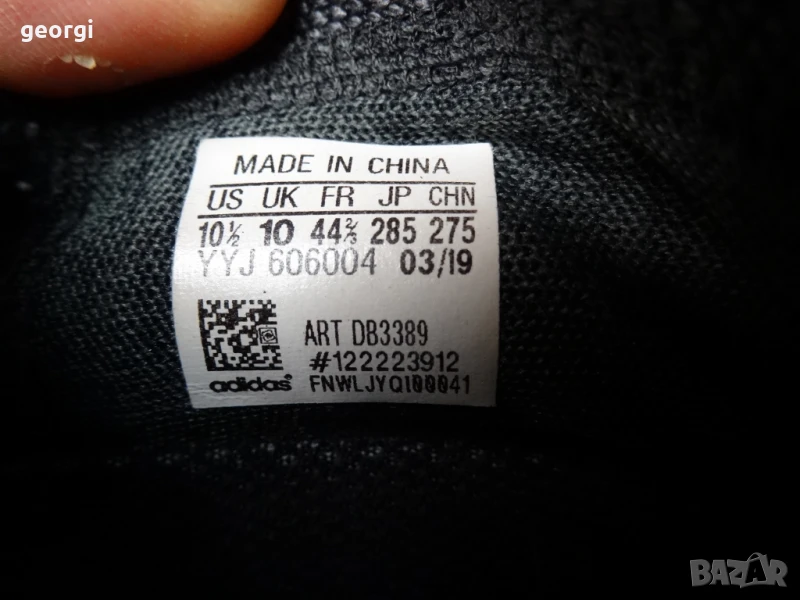 georgi
MADE IN CHINA
US UK FR JP CHN
10½ 10 44⅔ 285 275
YYJ 606004 03/19
ART DB3389
#122223912
adidas FNWLJYQI00041
BAZAR